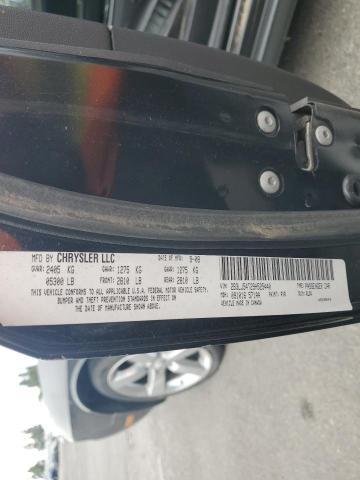 MFD BY CHRYSLER LLC DATE OF MFR: 9-08
GVWR: 2405 KG GAWR: 1275 KG GAWR: 1275 KG
05300 LB FRONT: 2810 LB REAR: 2810 LB
THIS VEHICLE CONFORMS TO ALL APPLICABLE U.S.A. FEDERAL MOTOR VEHICLE SAFETY,
BUMPER AND THEFT PREVENTION STANDARDS IN EFFECT ON
THE DATE OF MANUFACTURE SHOWN ABOVE.
VIN: TYPE: PASSENGER CAR
MDH: PAINT:
VEHICLE MADE IN CANADA